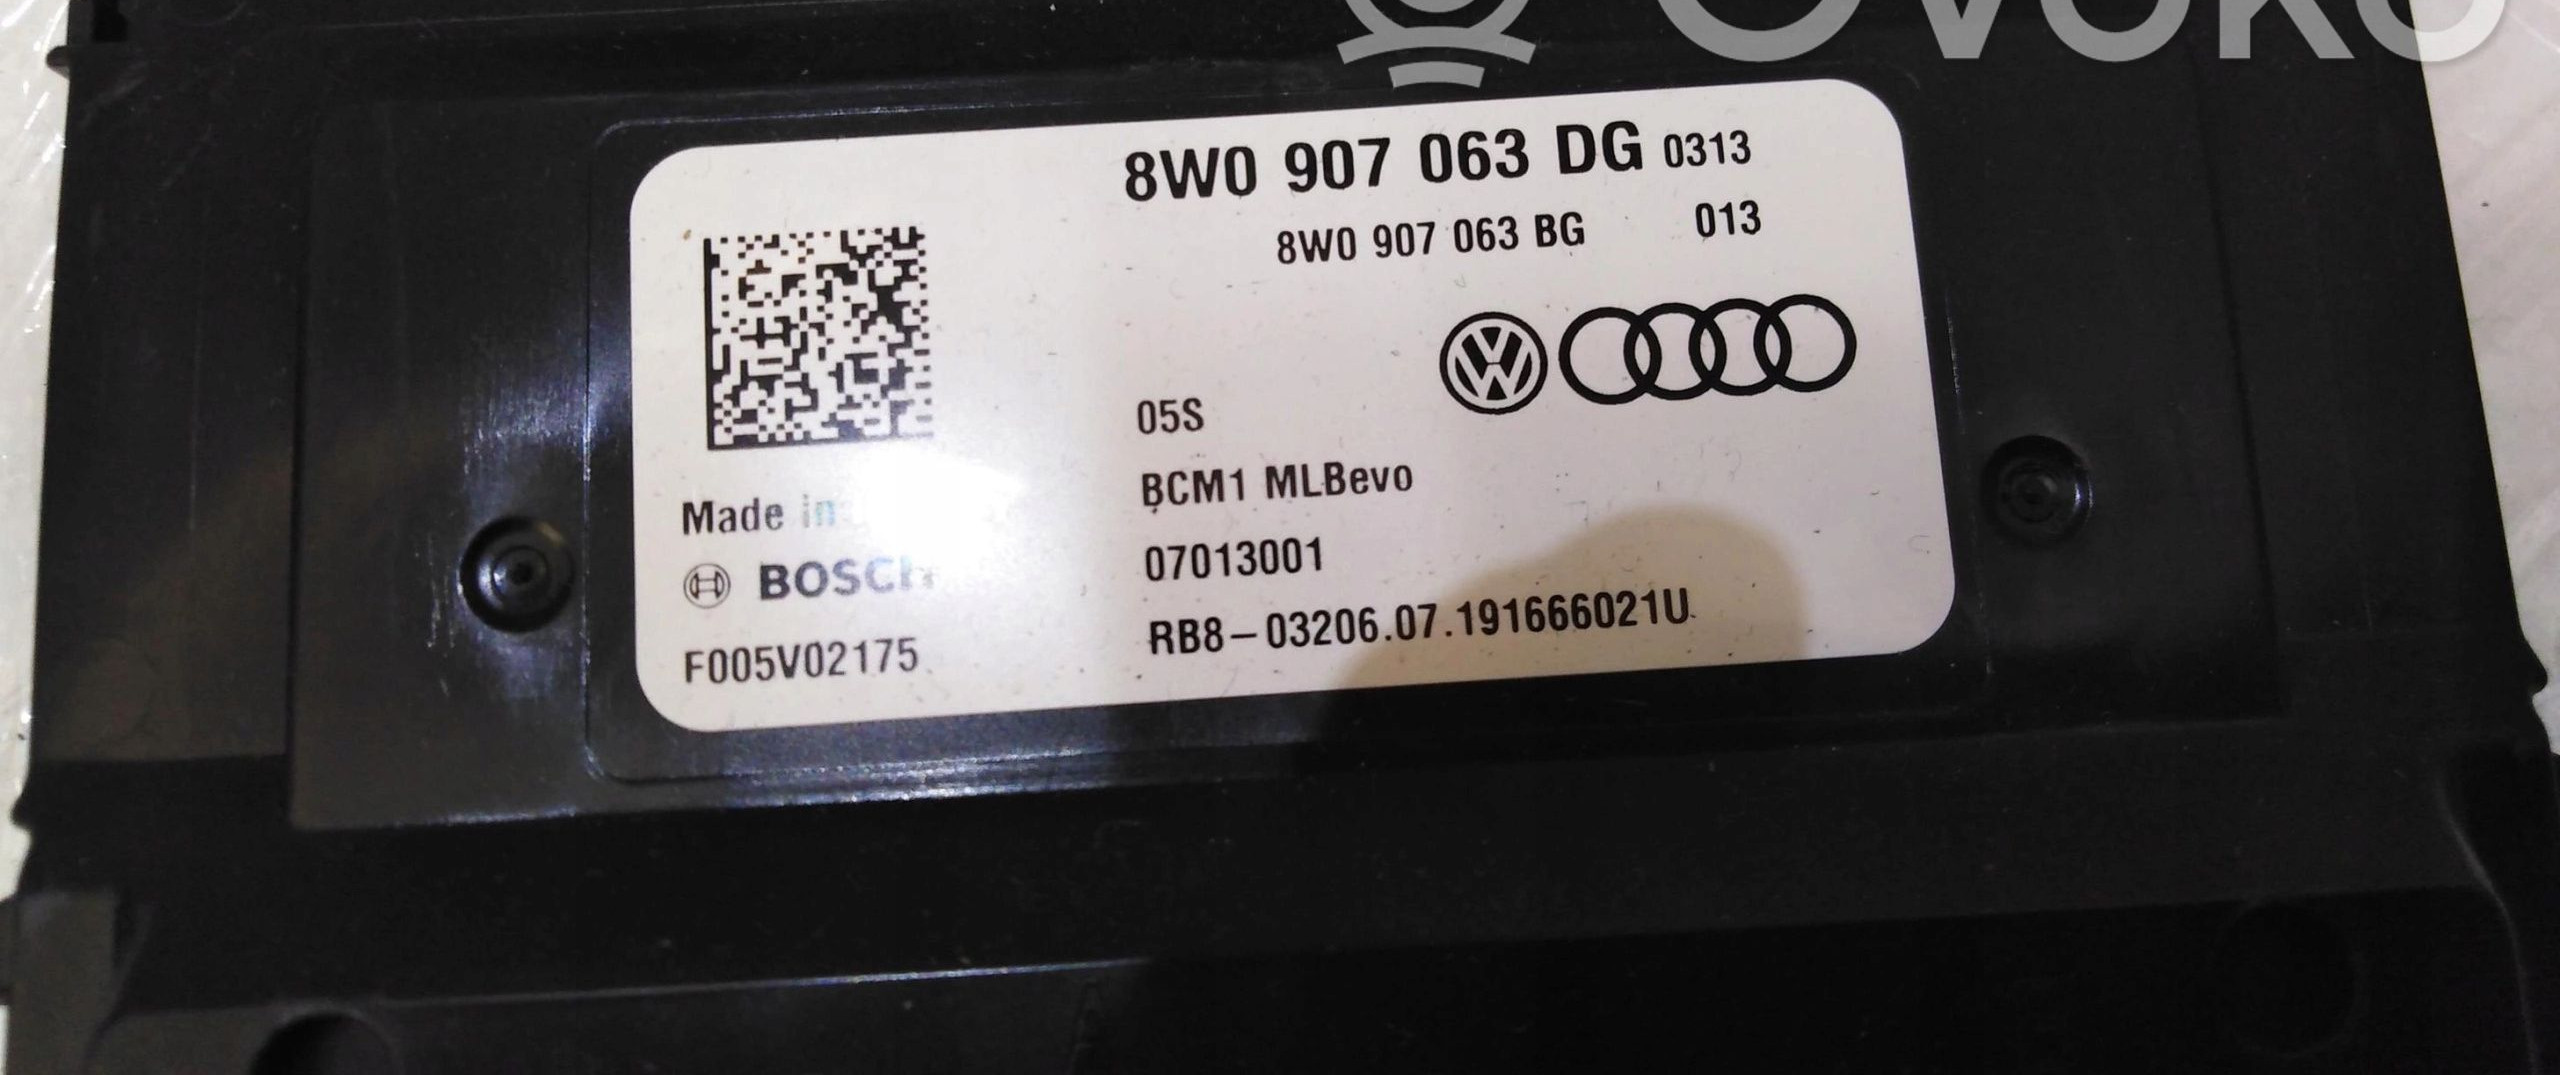 OVOKO
8W0 907 063 DG 0313
8W0 907 063 BG 013
05S
BCM1 MLBevo
Made in
07013001
BOSCH
RB8-03206.07.191666021U
F005V02175